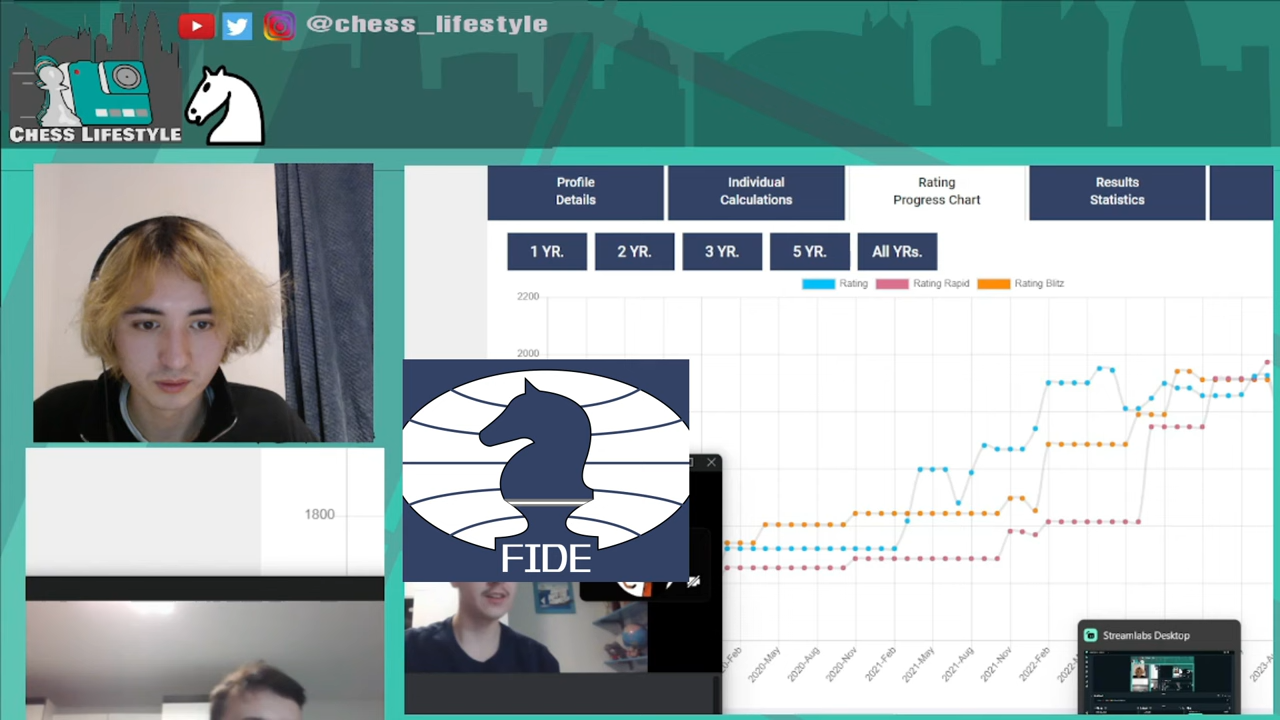 @chess_lifestyle
CHESS LIFESTYLE
Profile
Details
Individual
Calculations
Rating
Progress Chart
Results
Statistics
1 YR.
2 YR.
3 YR.
5 YR.
All YRs.
Rating
Rating Rapid
Rating Blitz
2200
2000
1800
FIDE
Streamlabs Desktop
2020-May
2020-Aug
2020-Nov
2021-Feb
2021-May
2021-Aug
2021-Nov
2022-Feb